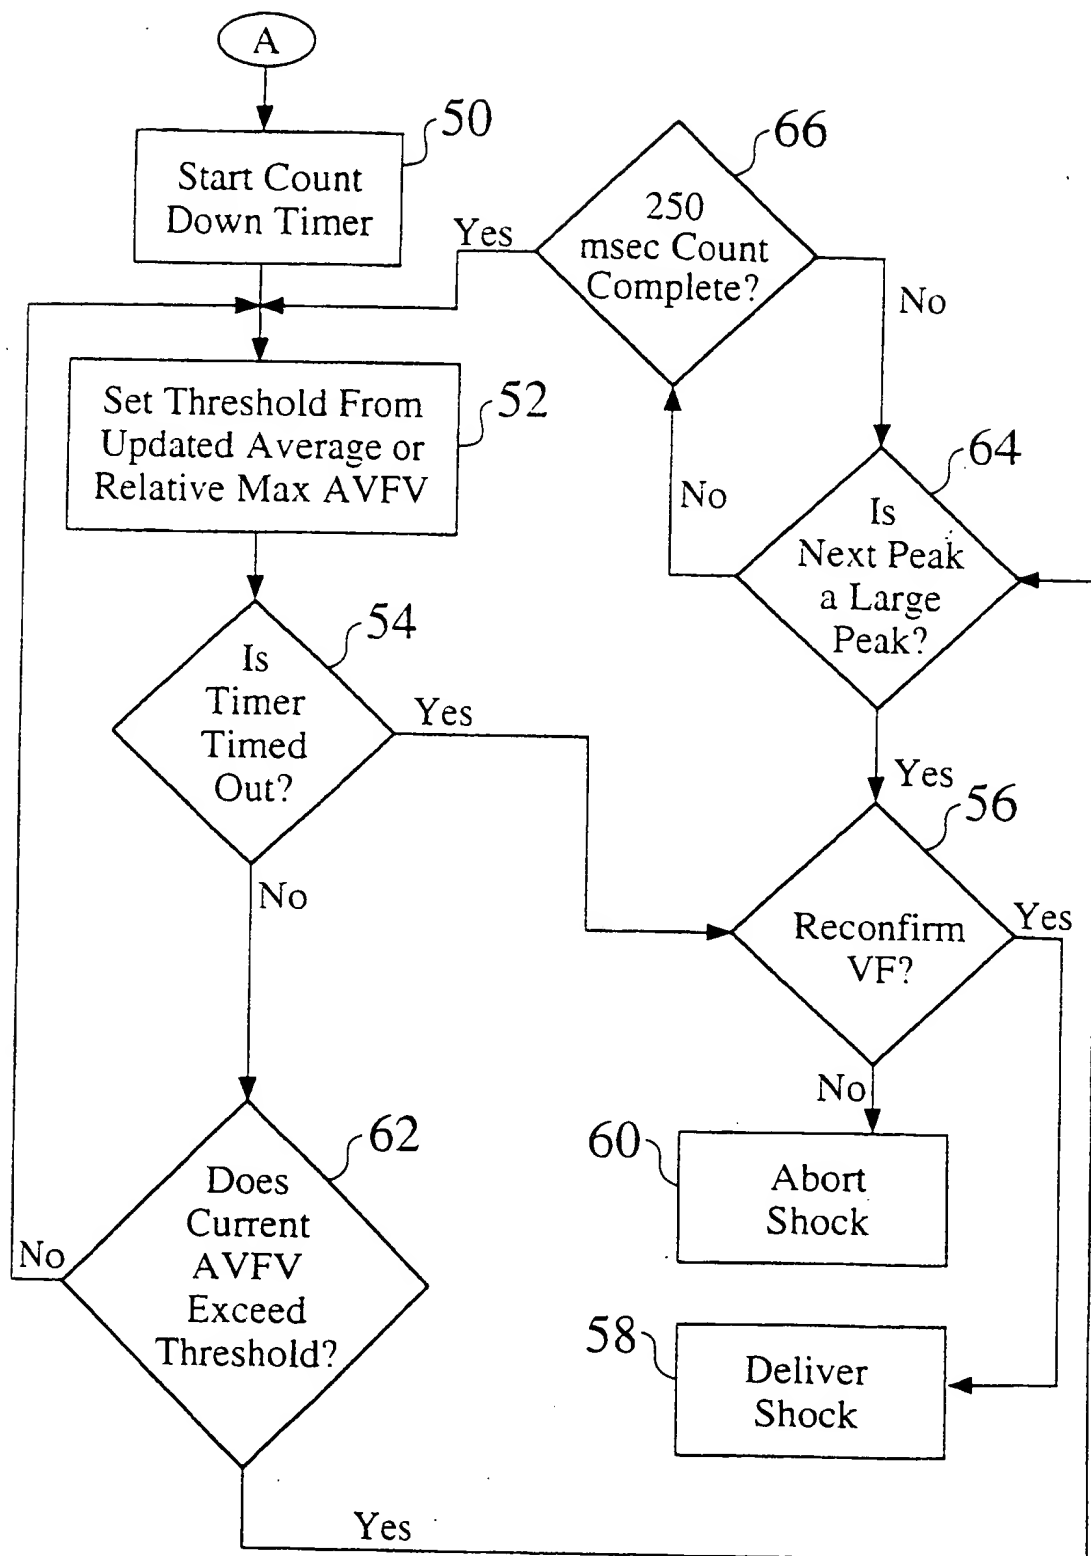 A
50
Start Count
Down Timer
66
250
msec Count
Complete?
Yes
No
Set Threshold From
Updated Average or
Relative Max AVFV
52
64
Is
Next Peak
a Large
Peak?
No
Yes
54
Is
Timer
Timed
Out?
Yes
No
56
Reconfirm
VF?
Yes
No
62
Does
Current
AVFV
Exceed
Threshold?
No
Yes
60
Abort
Shock
58
Deliver
Shock